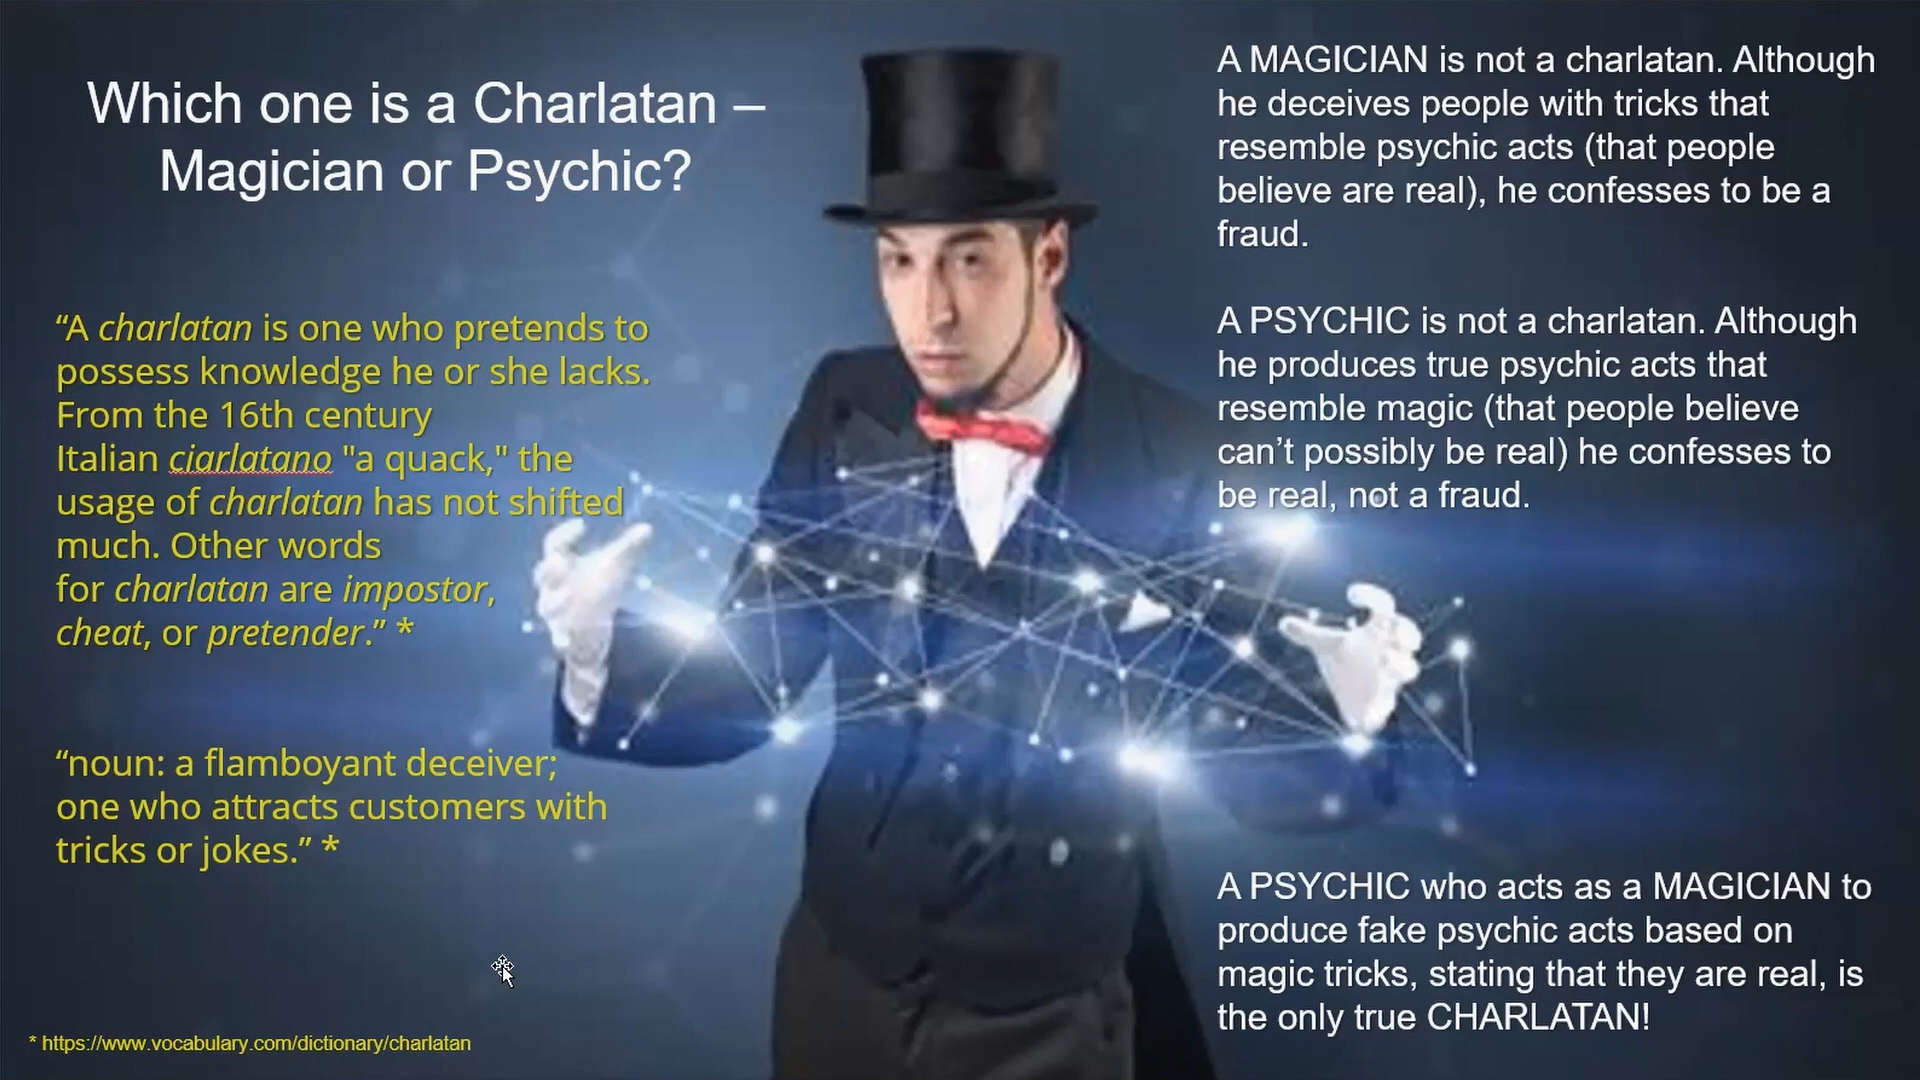 Which one is a Charlatan –
Magician or Psychic?
“A charlatan is one who pretends to
possess knowledge he or she lacks.
From the 16th century
Italian ciarlatano "a quack," the
usage of charlatan has not shifted
much. Other words
for charlatan are impostor,
cheat, or pretender.” *
“noun: a flamboyant deceiver;
one who attracts customers with
tricks or jokes.” *
* https://www.vocabulary.com/dictionary/charlatan
A MAGICIAN is not a charlatan. Although
he deceives people with tricks that
resemble psychic acts (that people
believe are real), he confesses to be a
fraud.
A PSYCHIC is not a charlatan. Although
he produces true psychic acts that
resemble magic (that people believe
can’t possibly be real) he confesses to
be real, not a fraud.
A PSYCHIC who acts as a MAGICIAN to
produce fake psychic acts based on
magic tricks, stating that they are real, is
the only true CHARLATAN!